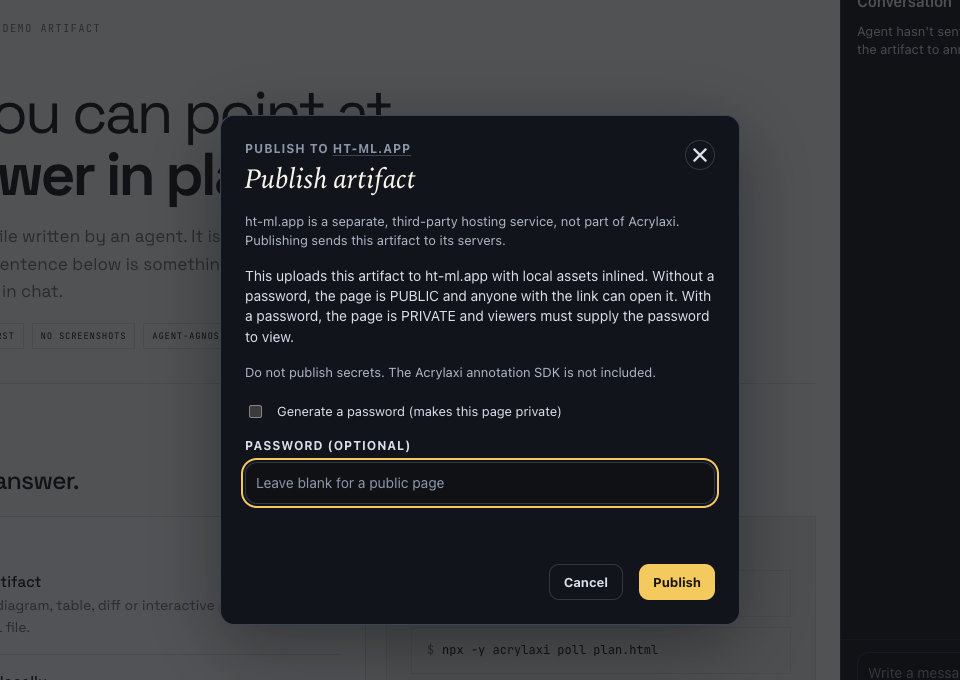 DEMO ARTIFACT
Conversation
Agent hasn't sen
the artifact to an
ou can point at
wer in pla
ile written by an agent. It is
entence below is somethin
in chat.
RST
NO SCREENSHOTS
AGENT-AGNOS
PUBLISH TO HT-ML.APP
Publish artifact
ht-ml.app is a separate, third-party hosting service, not part of Acrylaxi.
Publishing sends this artifact to its servers.
This uploads this artifact to ht-ml.app with local assets inlined. Without a
password, the page is PUBLIC and anyone with the link can open it. With
a password, the page is PRIVATE and viewers must supply the password
to view.
Do not publish secrets. The Acrylaxi annotation SDK is not included.
Generate a password (makes this page private)
PASSWORD (OPTIONAL)
Leave blank for a public page
Cancel
Publish
answer.
tifact
diagram, table, diff or interactive
file.
$ npx -y acrylaxi poll plan.html
Write a messa